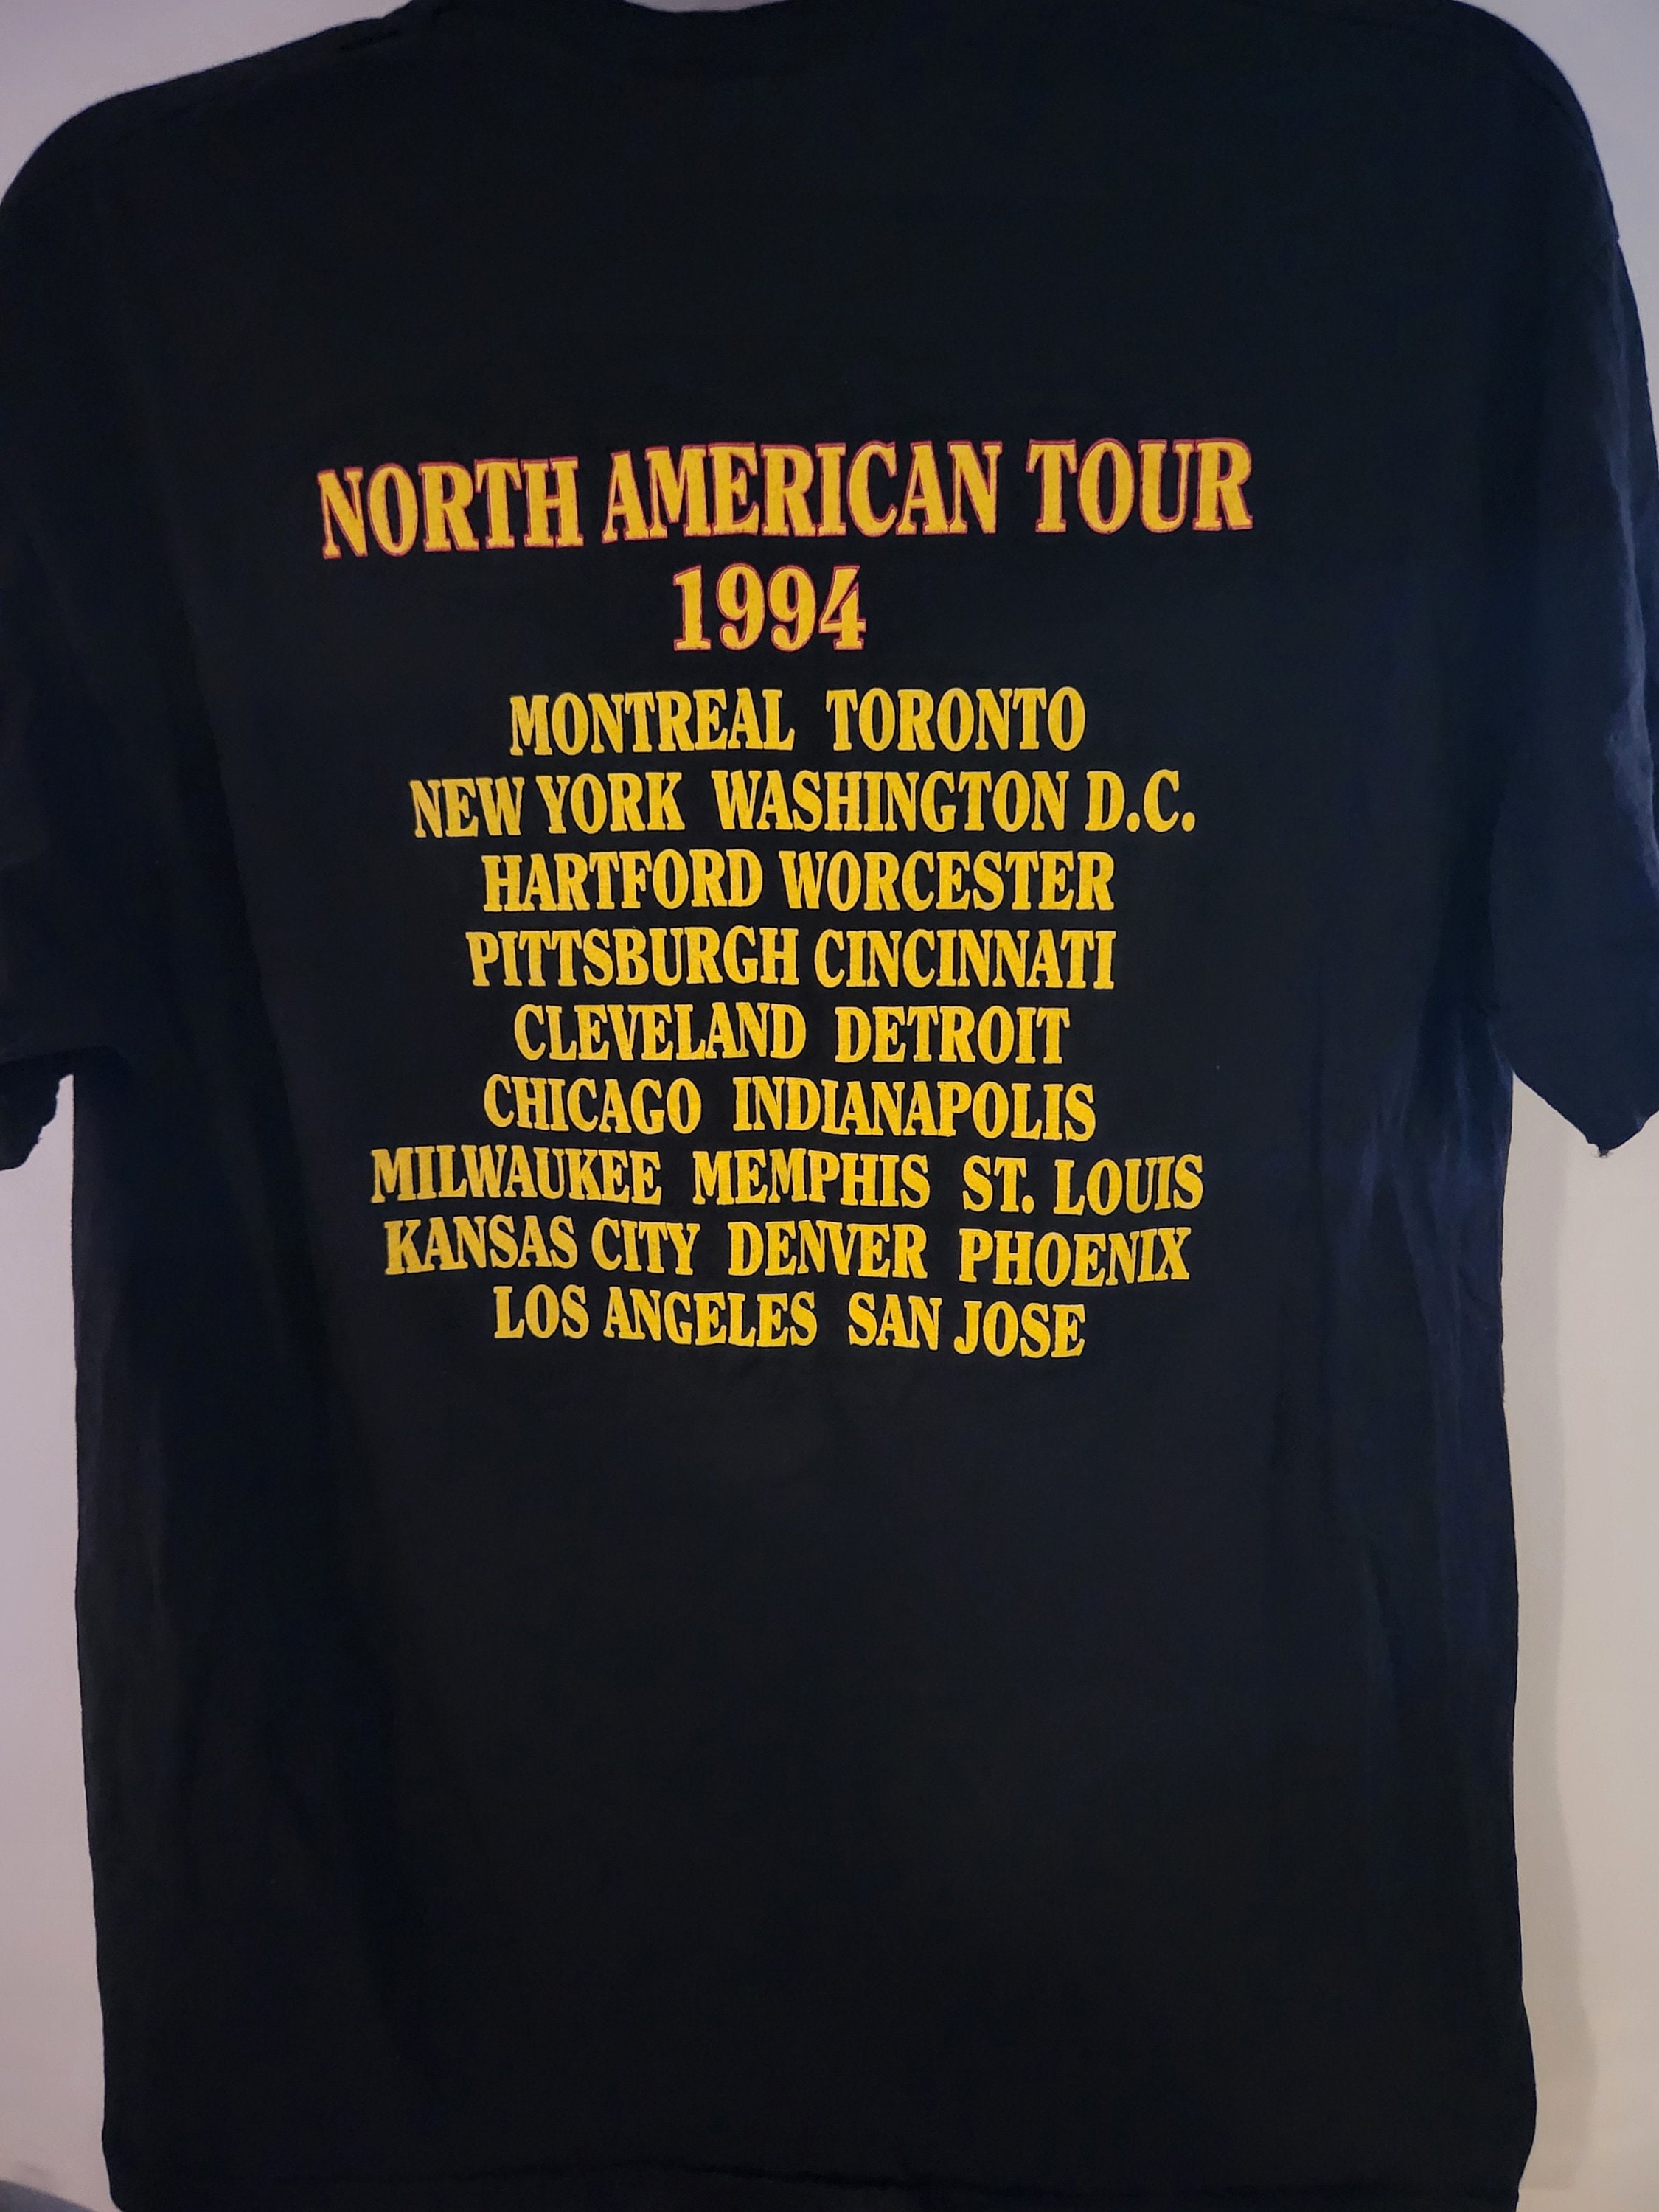 NORTH AMERICAN TOUR
1994
MONTREAL TORONTO
NEW YORK WASHINGTON D.C.
HARTFORD WORCESTER
PITTSBURGH CINCINNATI
CLEVELAND DETROIT
CHICAGO INDIANAPOLIS
MILWAUKEE MEMPHIS ST. LOUIS
KANSAS CITY DENVER PHOENIX
LOS ANGELES SAN JOSE